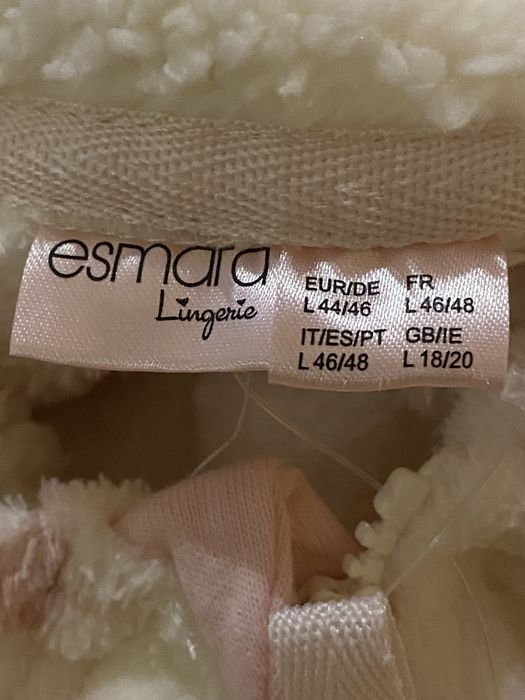 esmara
Lingerie
EUR/DE FR
L 44/46 L 46/48
IT/ES/PT GB/IE
L 46/48 L 18/20